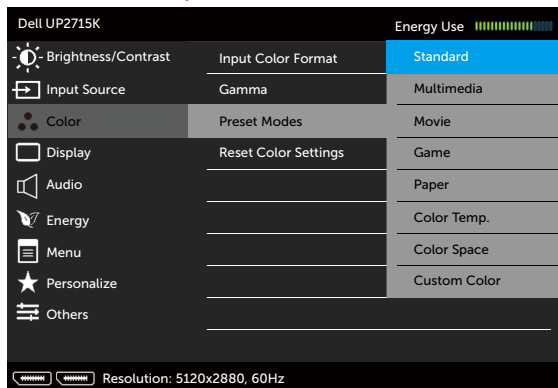 Dell UP2715K
Energy Use
Brightness/Contrast
Input Color Format
Standard
Input Source
Gamma
Multimedia
Color
Preset Modes
Movie
Display
Reset Color Settings
Game
Audio
Paper
Energy
Color Temp.
Menu
Color Space
Personalize
Custom Color
Others
Resolution: 5120x2880, 60Hz